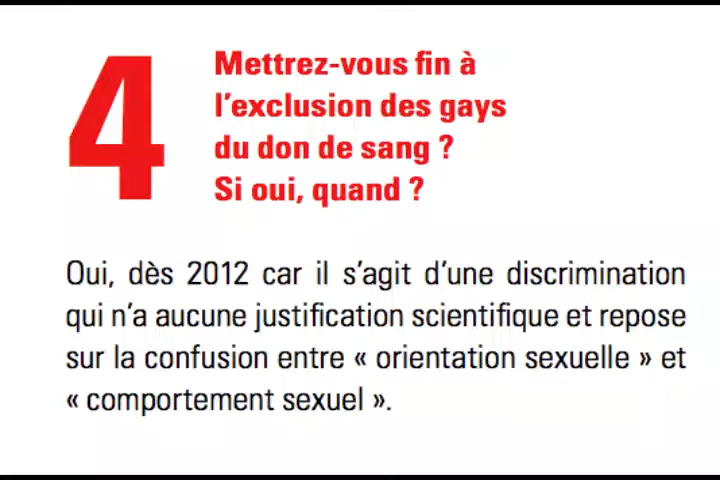 4
Mettrez-vous fin à
l’exclusion des gays
du don de sang ?
Si oui, quand ?
Oui, dès 2012 car il s’agit d’une discrimination
qui n’a aucune justification scientifique et repose
sur la confusion entre « orientation sexuelle » et
« comportement sexuel ».